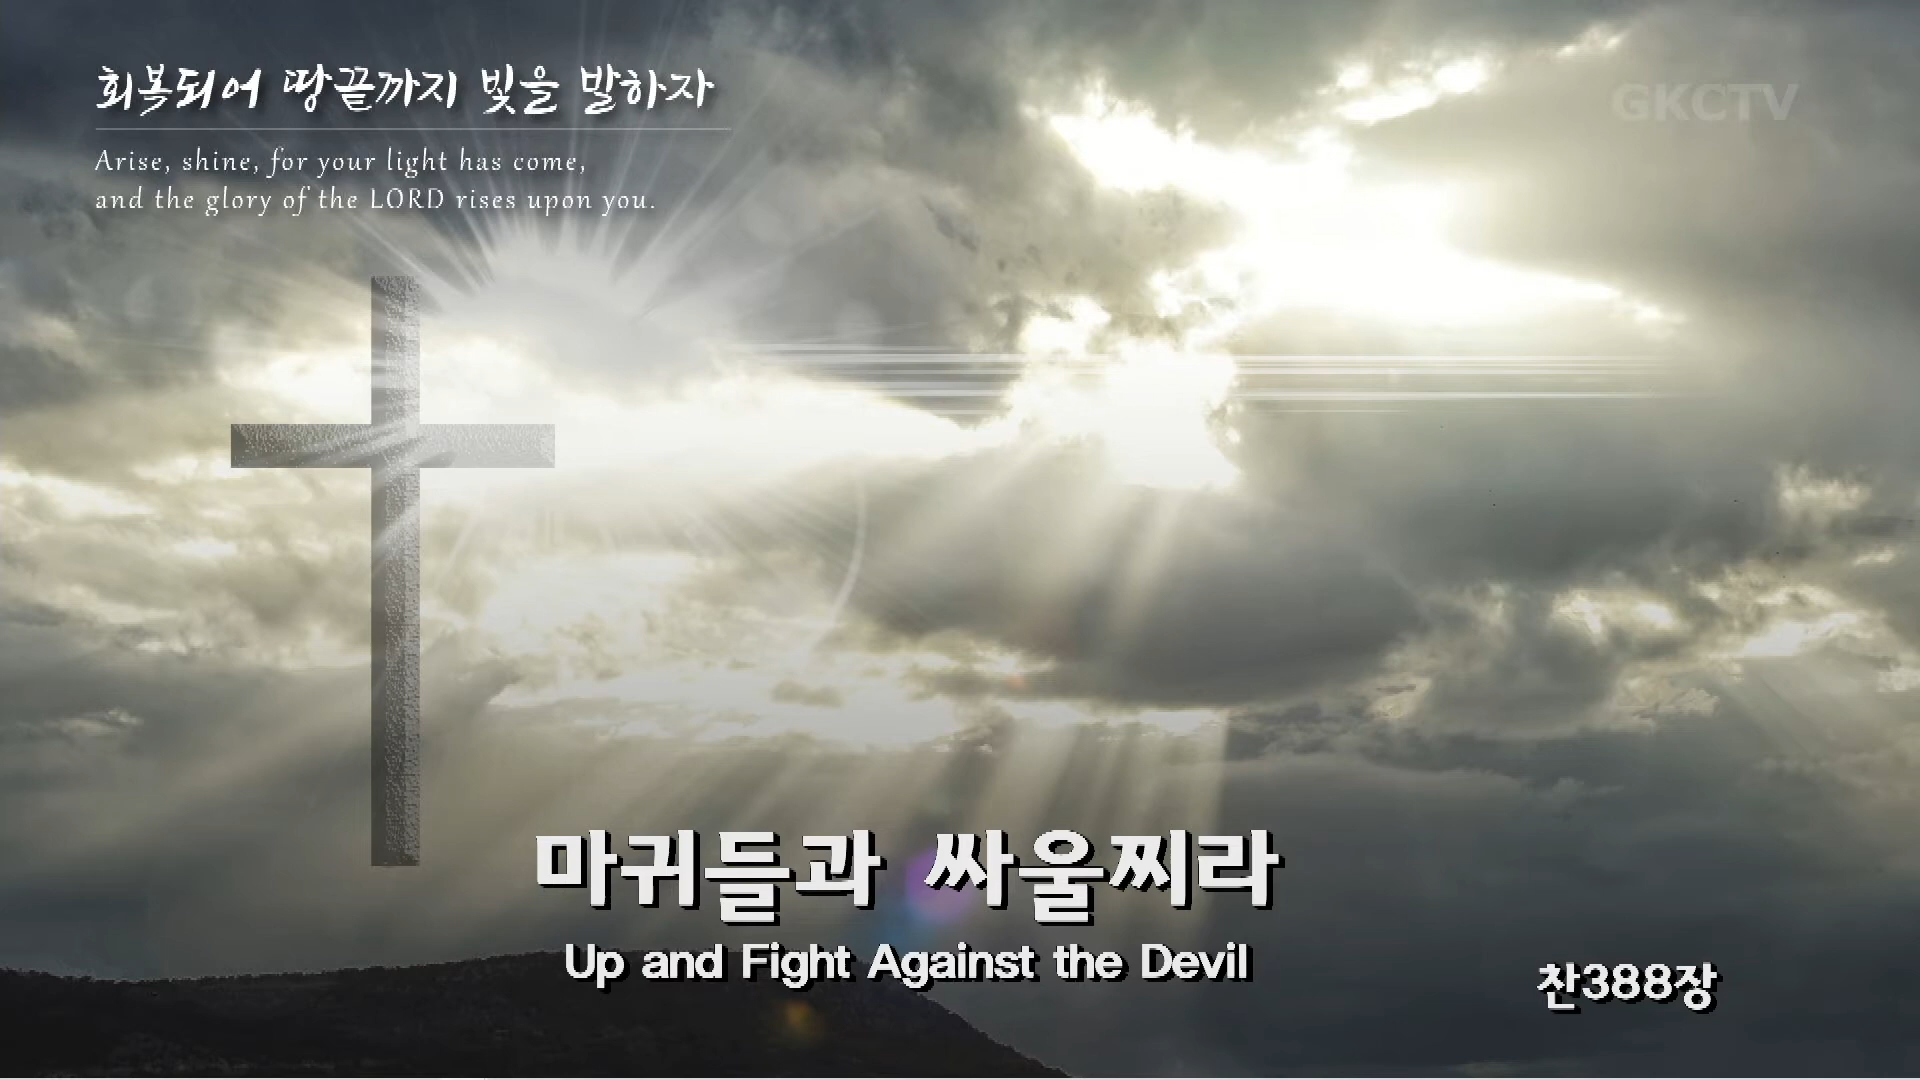 회복되어 땅끝까지 빛을 발하자
GKCTV
Arise, shine, for your light has come,
and the glory of the LORD rises upon you.
마귀들과 싸울찌라
Up and Fight Against the Devil
찬388장